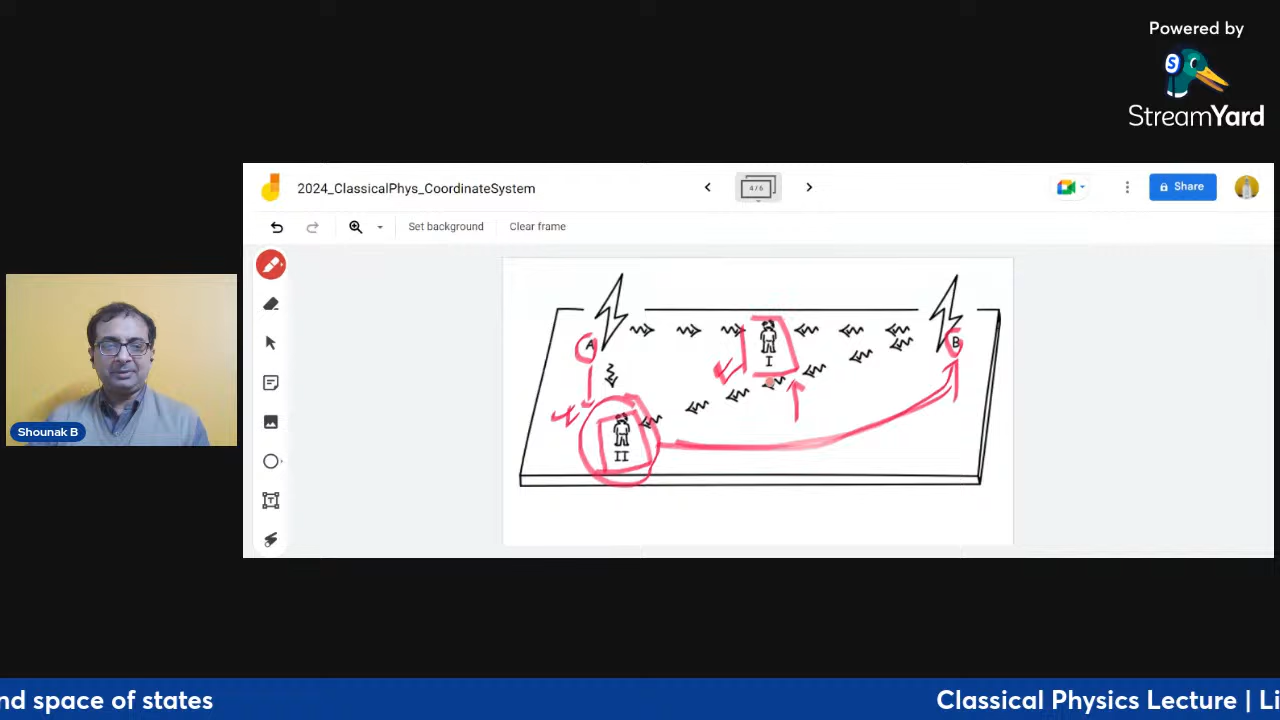 Powered by
StreamYard
2024_ClassicalPhys_CoordinateSystem
4/6
Share
Set background
Clear frame
A
I
B
II
Shounak B
nd space of states
Classical Physics Lecture | Li